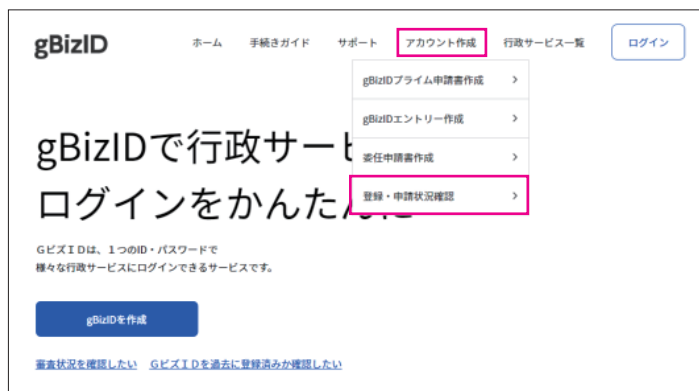 gBizID
ホーム 手続きガイド サポート アカウント作成 行政サービス一覧 ログイン
gBizIDプライム申請書作成
gBizIDエントリー作成
委任申請書作成
登録・申請状況確認
gBizIDで行政サー
ログインをかんたん
GビズIDは、1つのID・パスワードで
様々な行政サービスにログインできるサービスです。
gBizIDを作成
審査状況を確認したい GビズIDを過去に登録済みか確認したい